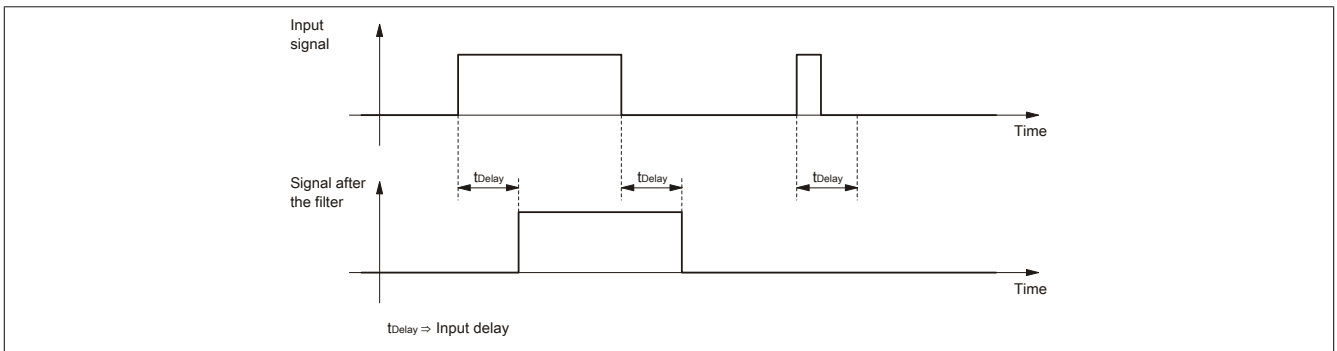 Input
signal
Time
Signal after
the filter
tDelay
tDelay
tDelay
Time
tDelay ⇒ Input delay